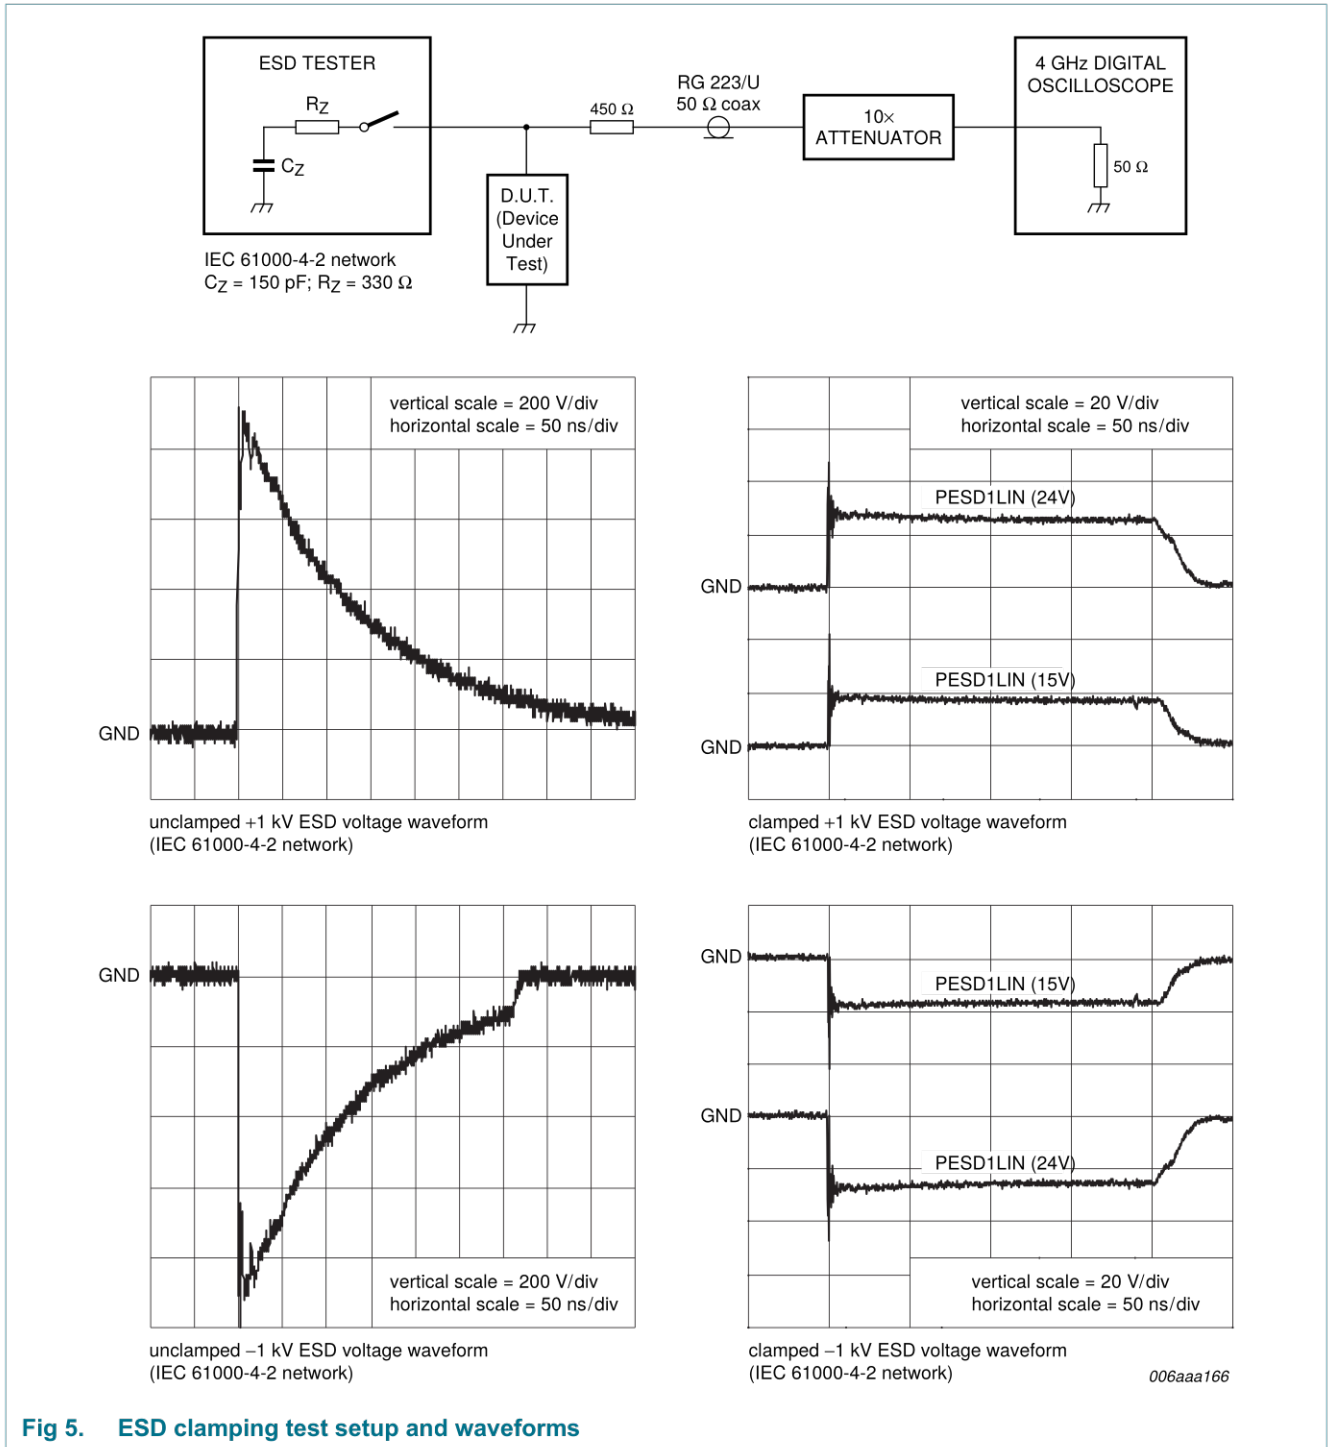 ESD TESTER
RZ
CZ
IEC 61000-4-2 network
CZ = 150 pF; RZ = 330 Ω
D.U.T.
(Device
Under
Test)
450 Ω
RG 223/U
50 Ω coax
10×
ATTENUATOR
4 GHz DIGITAL
OSCILLOSCOPE
50 Ω
vertical scale = 200 V/div
horizontal scale = 50 ns/div
GND
unclamped +1 kV ESD voltage waveform
(IEC 61000-4-2 network)
vertical scale = 20 V/div
horizontal scale = 50 ns/div
PESD1LIN (24V)
GND
PESD1LIN (15V)
GND
clamped +1 kV ESD voltage waveform
(IEC 61000-4-2 network)
GND
vertical scale = 200 V/div
horizontal scale = 50 ns/div
unclamped −1 kV ESD voltage waveform
(IEC 61000-4-2 network)
GND
PESD1LIN (15V)
GND
PESD1LIN (24V)
vertical scale = 20 V/div
horizontal scale = 50 ns/div
clamped −1 kV ESD voltage waveform
(IEC 61000-4-2 network)
006aaa166
Fig 5. ESD clamping test setup and waveforms